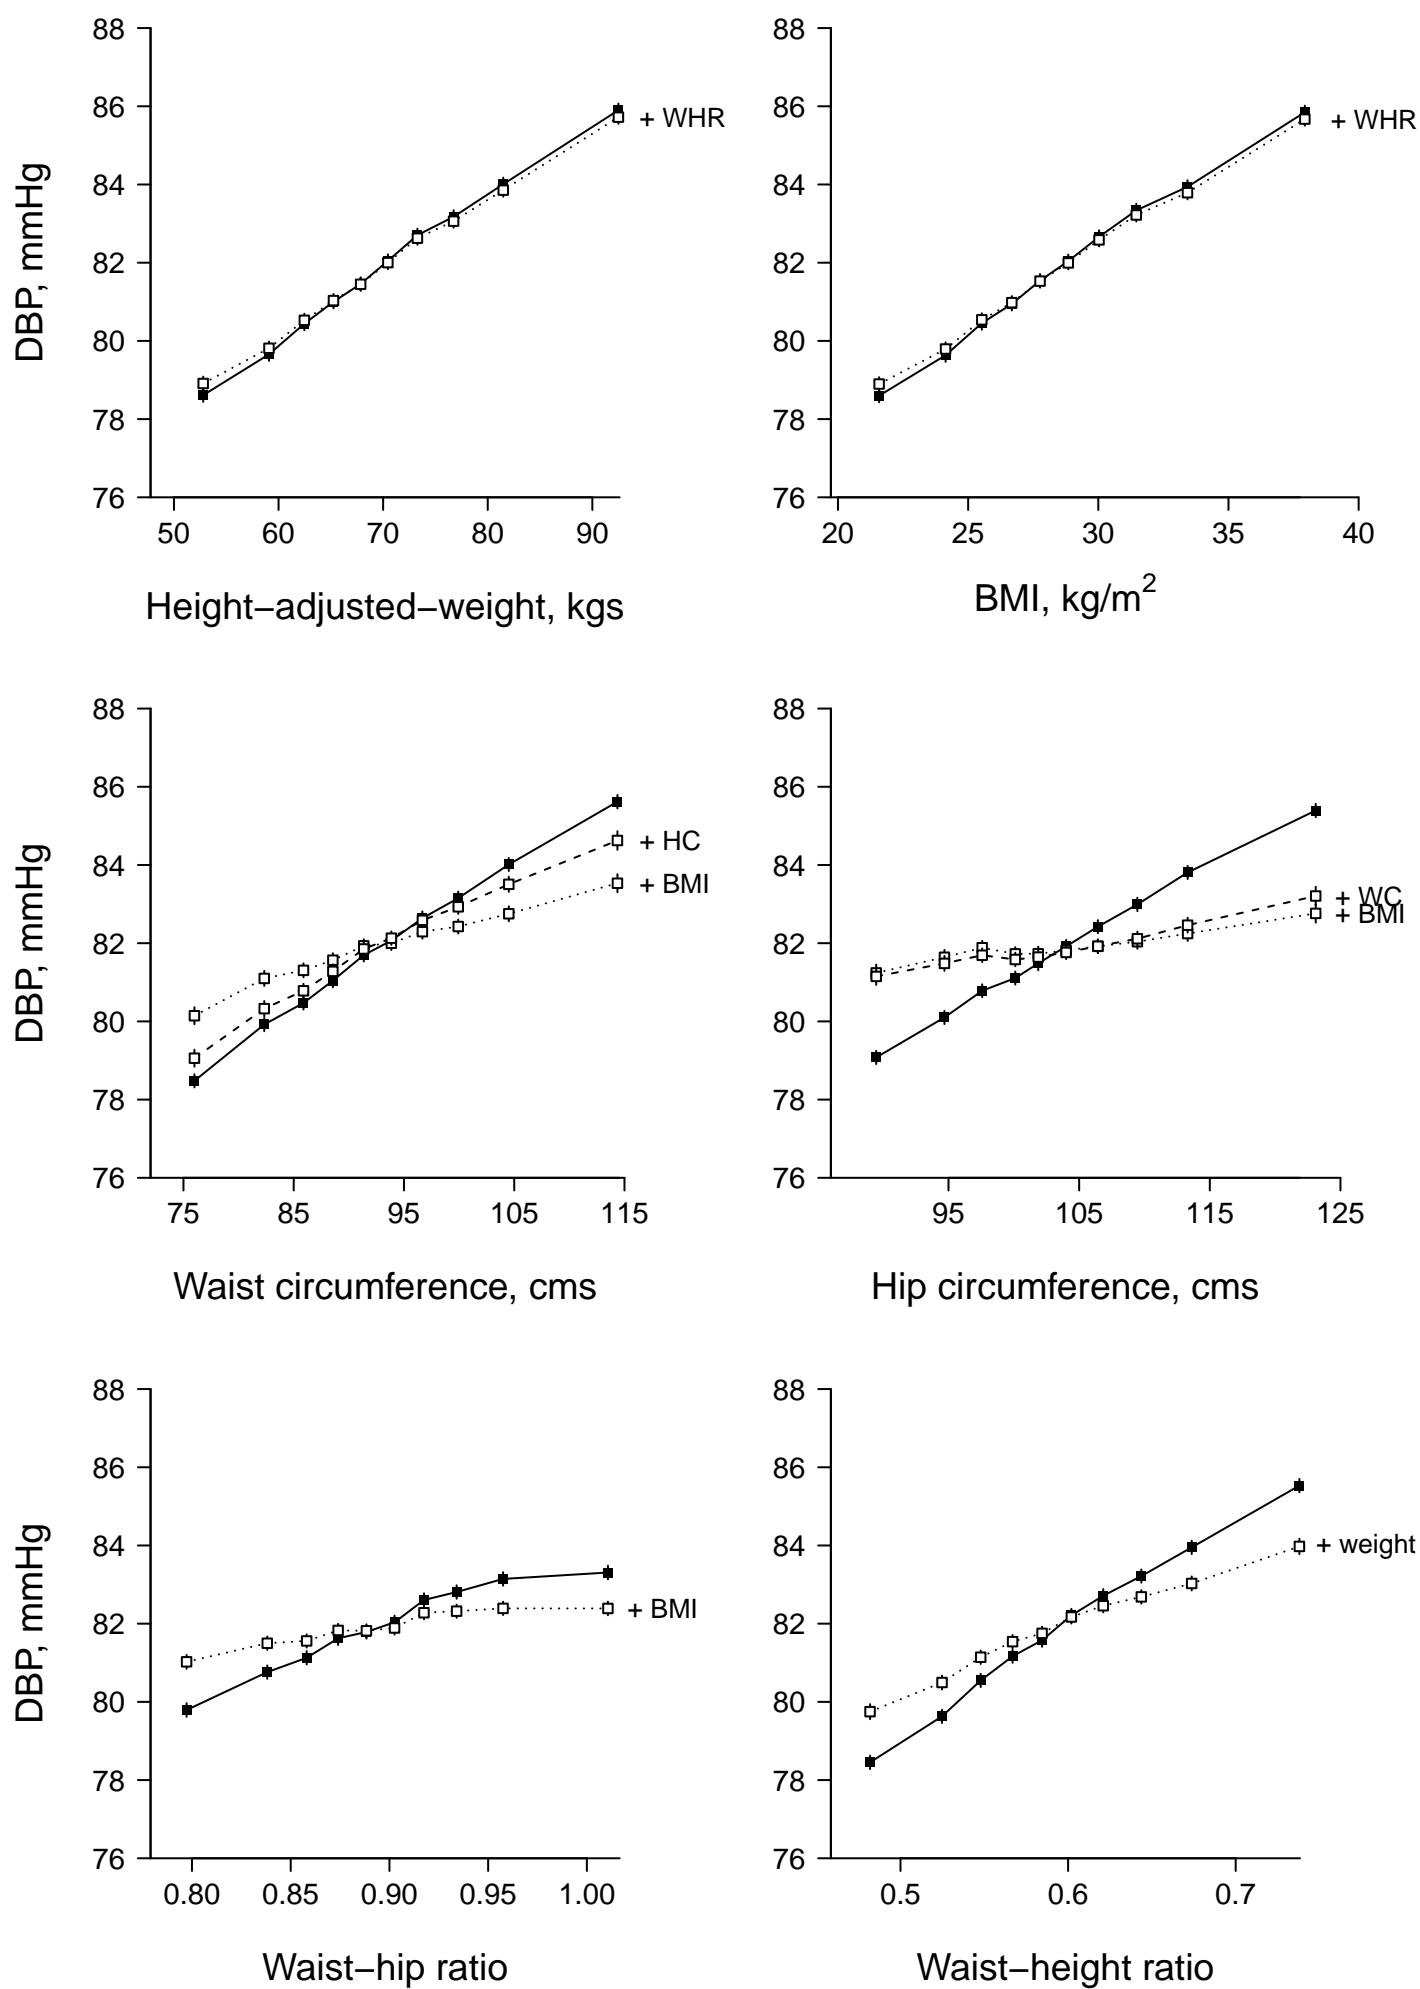 88
86
84
82
80
78
76
DBP, mmHg
50 60 70 80 90
Height−adjusted−weight, kgs
+ WHR
88
86
84
82
80
78
76
20 25 30 35 40
BMI, kg/m²
+ WHR
88
86
84
82
80
78
76
DBP, mmHg
75 85 95 105 115
Waist circumference, cms
+ HC
+ BMI
88
86
84
82
80
78
76
95 105 115 125
Hip circumference, cms
+ WC
+ BMI
88
86
84
82
80
78
76
DBP, mmHg
0.80 0.85 0.90 0.95 1.00
Waist−hip ratio
+ BMI
88
86
84
82
80
78
76
0.5 0.6 0.7
Waist−height ratio
+ weight